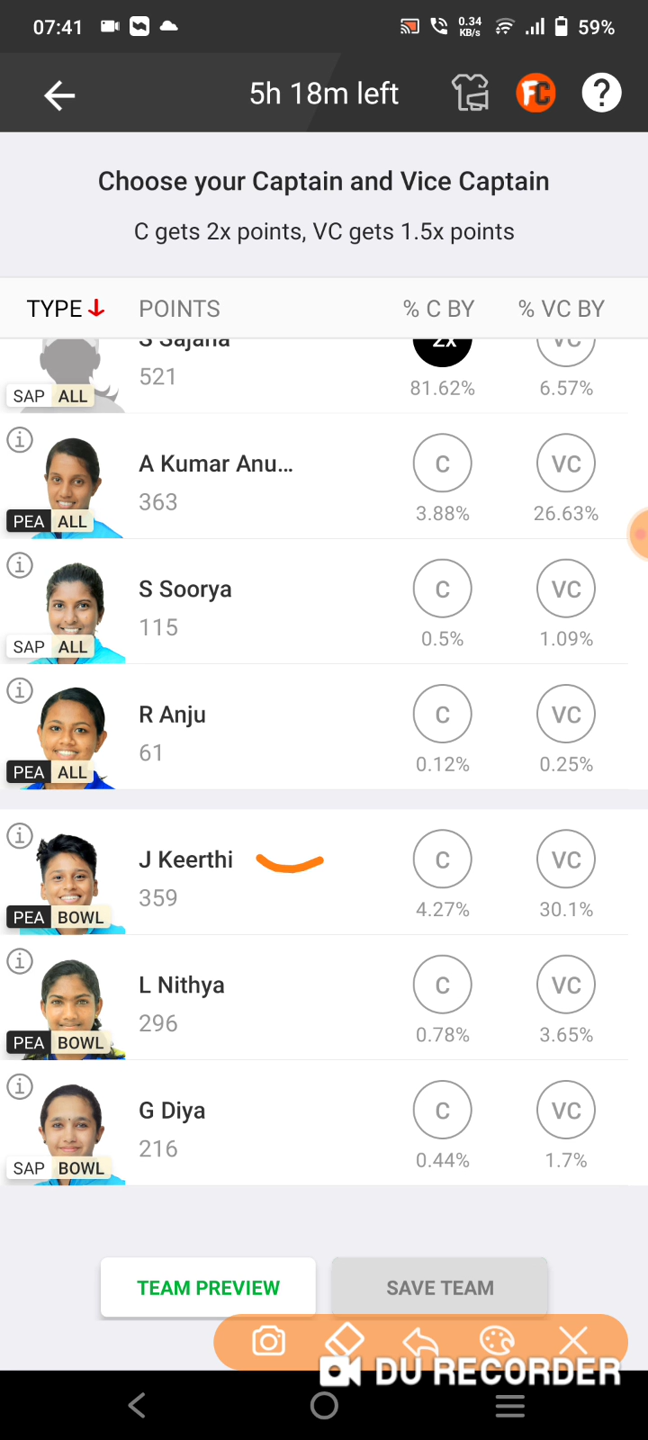 07:41
0.34
KB/s
59%
5h 18m left
FC
?
Choose your Captain and Vice Captain
C gets 2x points, VC gets 1.5x points
TYPE POINTS % C BY % VC BY
S Sajana 2x VC
521
SAP ALL 81.62% 6.57%
A Kumar Anu... C VC
363
PEA ALL 3.88% 26.63%
S Soorya C VC
115
SAP ALL 0.5% 1.09%
R Anju C VC
61
PEA ALL 0.12% 0.25%
J Keerthi C VC
359
PEA BOWL 4.27% 30.1%
L Nithya C VC
296
PEA BOWL 0.78% 3.65%
G Diya C VC
216
SAP BOWL 0.44% 1.7%
TEAM PREVIEW SAVE TEAM
DU RECORDER